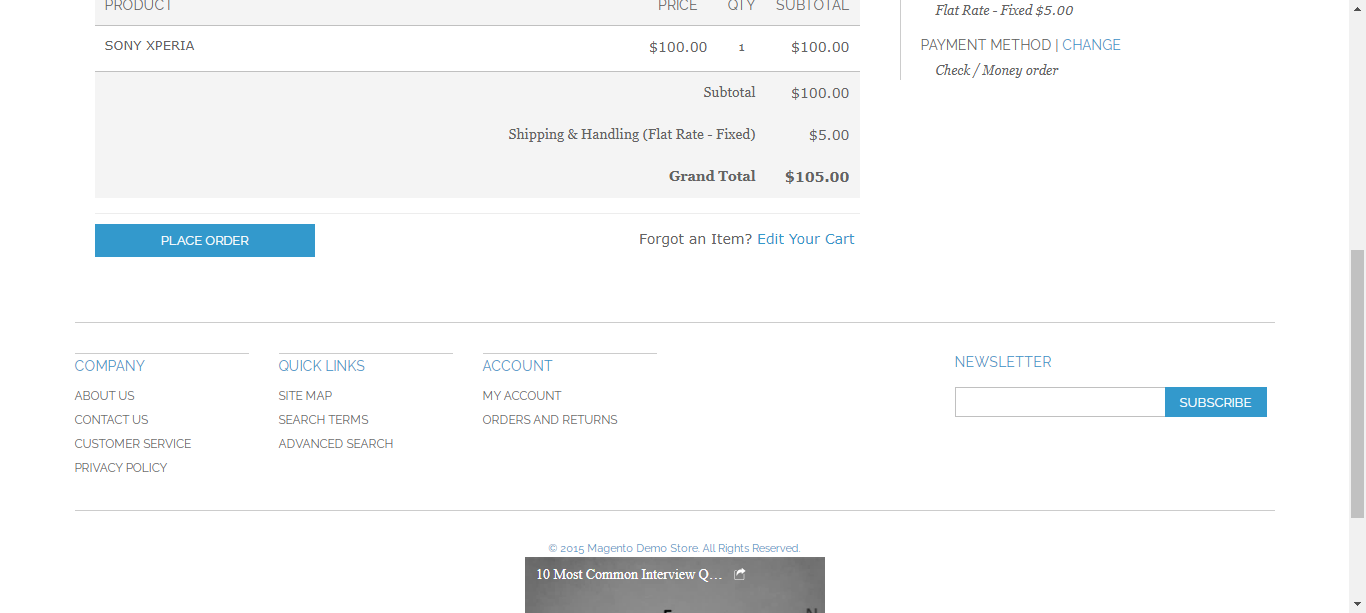 PRODUCT PRICE QTY SUBTOTAL
SONY XPERIA $100.00 1 $100.00
Subtotal $100.00
Shipping & Handling (Flat Rate - Fixed) $5.00
Grand Total $105.00
PLACE ORDER Forgot an Item? Edit Your Cart
Flat Rate - Fixed $5.00
PAYMENT METHOD | CHANGE
Check / Money order
COMPANY
ABOUT US
CONTACT US
CUSTOMER SERVICE
PRIVACY POLICY
QUICK LINKS
SITE MAP
SEARCH TERMS
ADVANCED SEARCH
ACCOUNT
MY ACCOUNT
ORDERS AND RETURNS
NEWSLETTER
SUBSCRIBE
© 2015 Magento Demo Store. All Rights Reserved.
10 Most Common Interview Q...